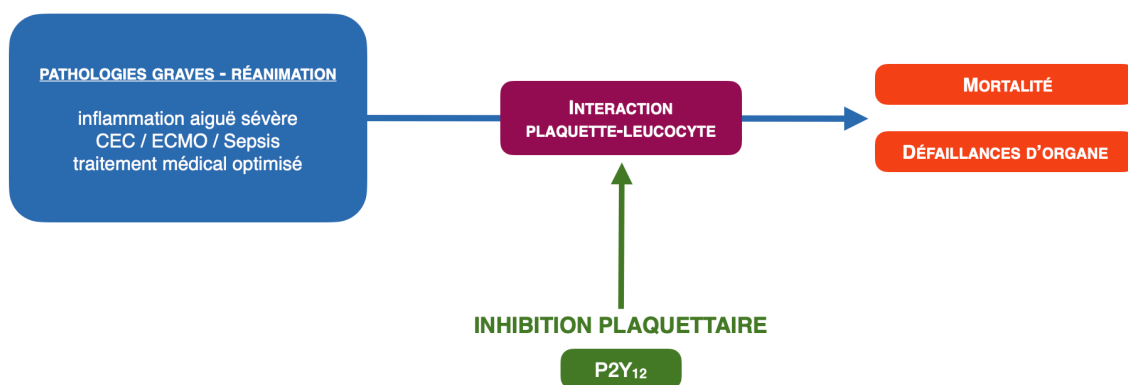 PATHOLOGIES GRAVES - RÉANIMATION
inflammation aiguë sévère
CEC / ECMO / Sepsis
traitement médical optimisé
INTERACTION
PLAQUETTE-LEUCOCYTE
MORTALITÉ
DÉFAILLANCES D'ORGANE
INHIBITION PLAQUETTAIRE
P2Y₁₂